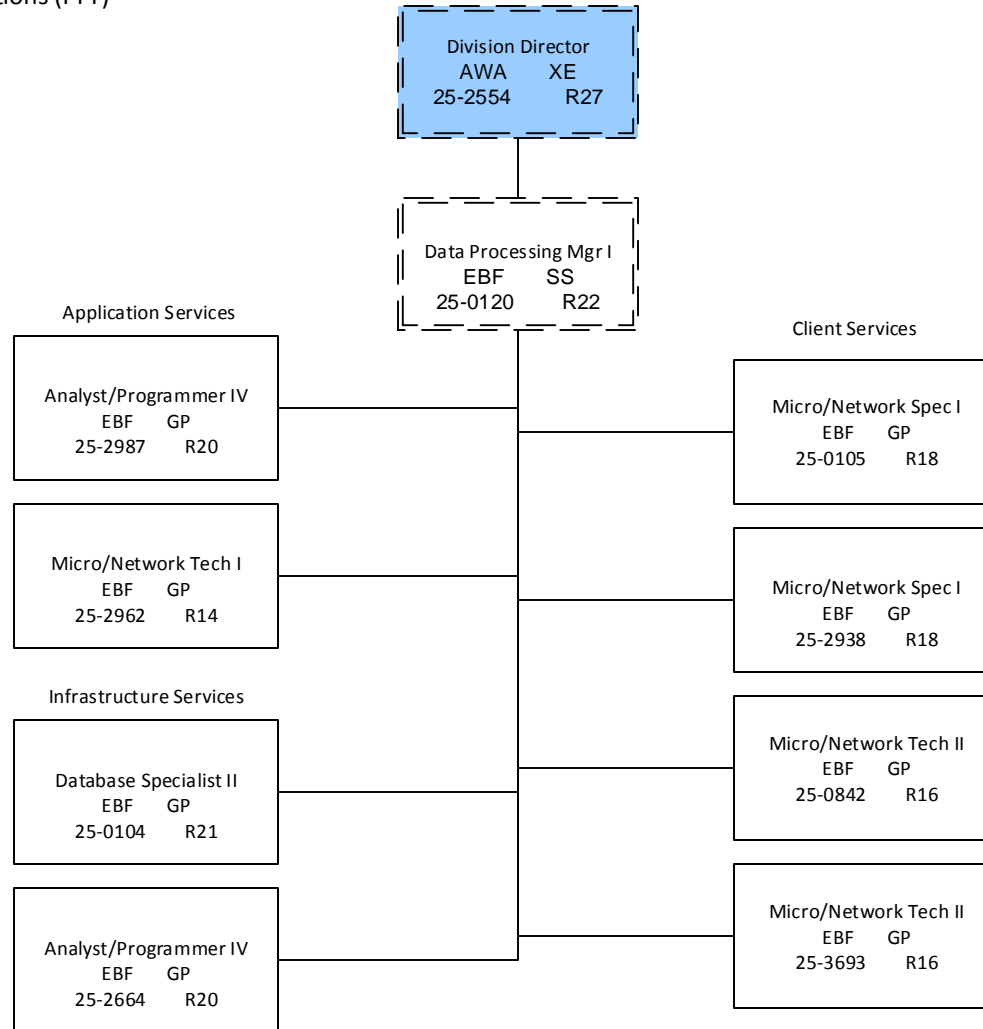 Division Director
AWA XE
25-2554 R27
Data Processing Mgr I
EBF SS
25-0120 R22
Application Services
Analyst/Programmer IV
EBF GP
25-2987 R20
Micro/Network Tech I
EBF GP
25-2962 R14
Infrastructure Services
Database Specialist II
EBF GP
25-0104 R21
Analyst/Programmer IV
EBF GP
25-2664 R20
Client Services
Micro/Network Spec I
EBF GP
25-0105 R18
Micro/Network Spec I
EBF GP
25-2938 R18
Micro/Network Tech II
EBF GP
25-0842 R16
Micro/Network Tech II
EBF GP
25-3693 R16